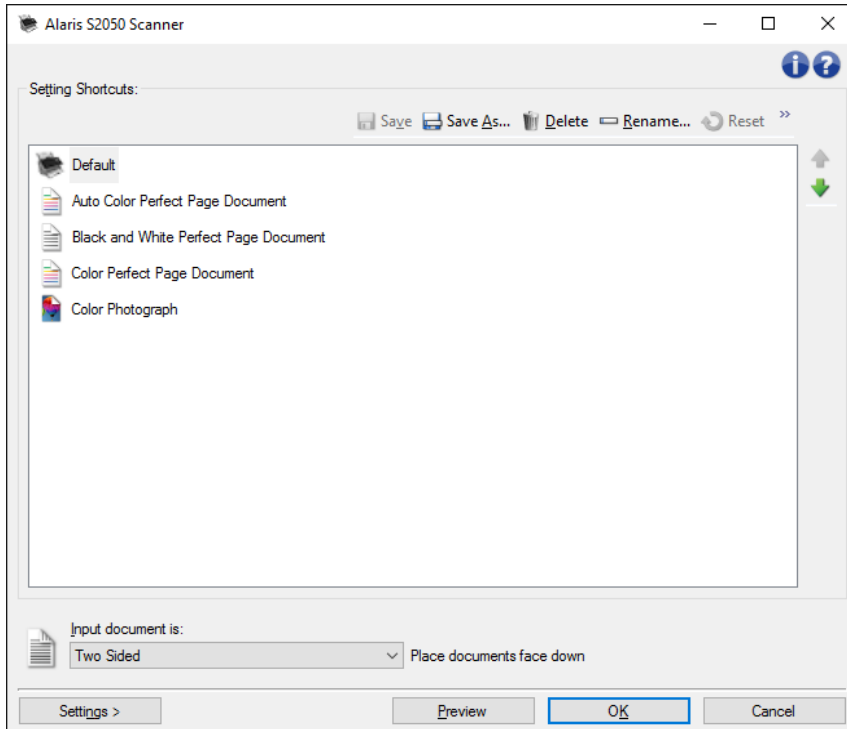 Alaris S2050 Scanner
Setting Shortcuts:
Save Save As... Delete Rename... Reset »
Default
Auto Color Perfect Page Document
Black and White Perfect Page Document
Color Perfect Page Document
Color Photograph
Input document is:
Two Sided Place documents face down
Settings > Preview OK Cancel